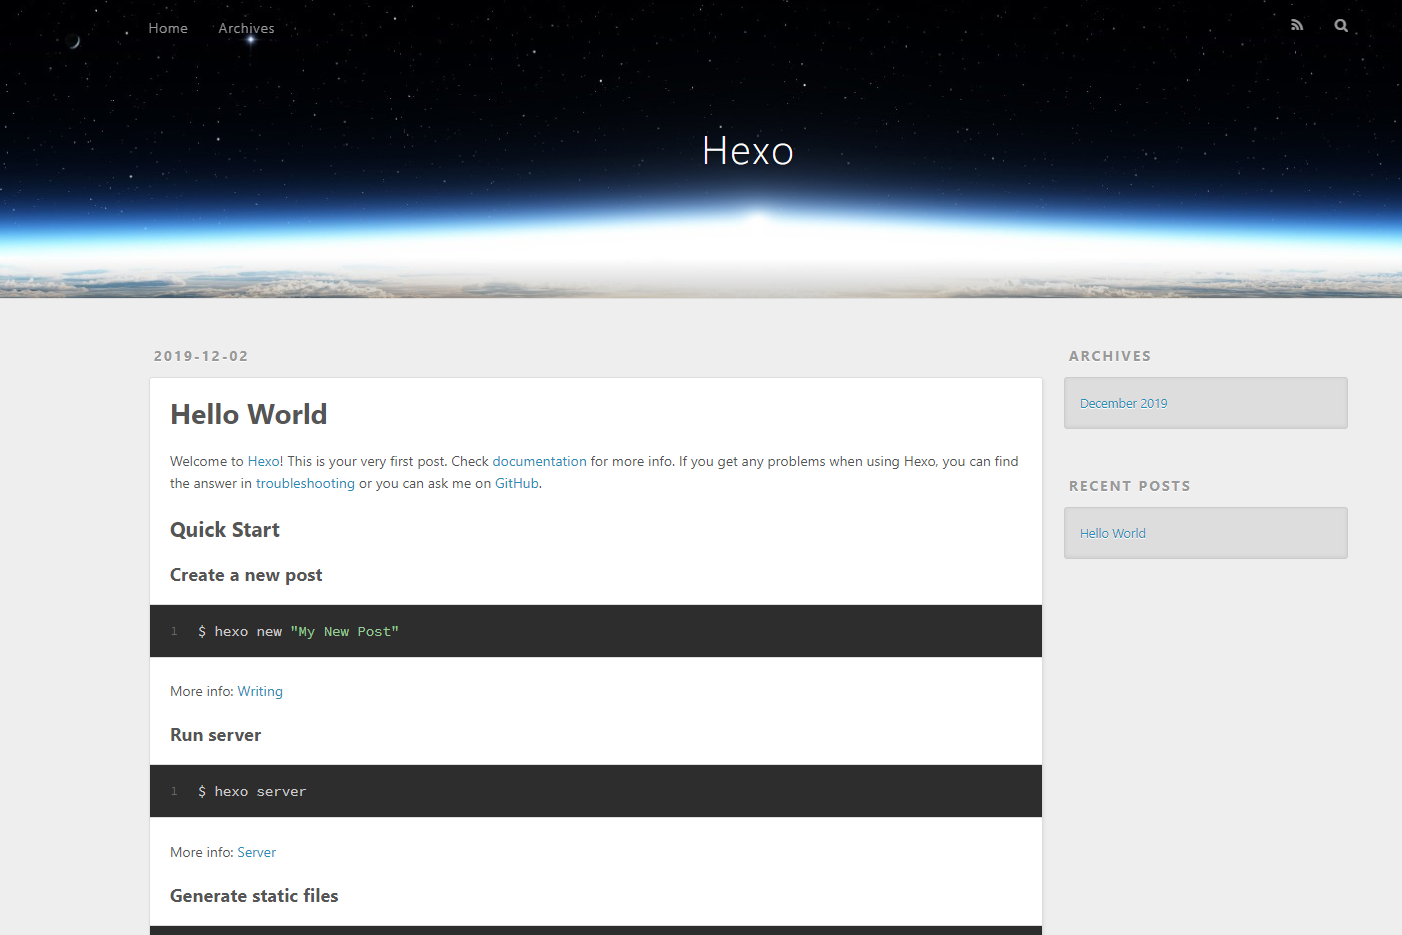 Home Archives
Hexo
2019-12-02
Hello World
Welcome to Hexo! This is your very first post. Check documentation for more info. If you get any problems when using Hexo, you can find
the answer in troubleshooting or you can ask me on GitHub.
Quick Start
Create a new post
1 $ hexo new "My New Post"
More info: Writing
Run server
1 $ hexo server
More info: Server
Generate static files
ARCHIVES
December 2019
RECENT POSTS
Hello World